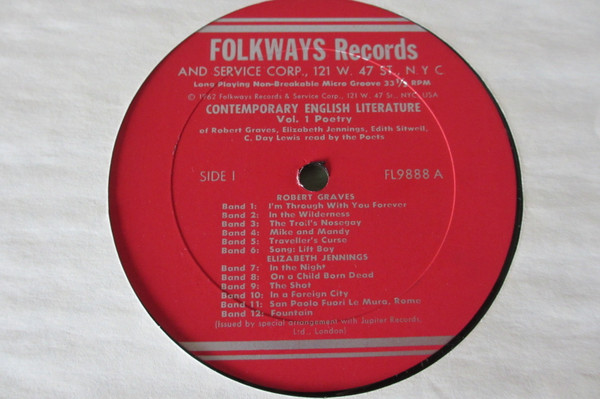 FOLKWAYS Records
AND SERVICE CORP., 121 W. 47 ST., N Y C
Long Playing Non-Breakable Micro Groove 33⅓ RPM
© 1962 Folkways Records & Service Corp., 121 W. 47 St., NYC, USA
CONTEMPORARY ENGLISH LITERATURE
Vol. 1 Poetry
of Robert Graves, Elizabeth Jennings, Edith Sitwell,
C. Day Lewis read by the Poets
SIDE I FL9888 A
ROBERT GRAVES
Band 1: I'm Through With You Forever
Band 2: In the Wilderness
Band 3: The Troll's Nosegay
Band 4: Mike and Mandy
Band 5: Traveller's Curse
Band 6: Song: Lift Boy
ELIZABETH JENNINGS
Band 7: In the Night
Band 8: On a Child Born Dead
Band 9: The Shot
Band 10: In a Foreign City
Band 11: San Paolo Fuori Le Mura, Rome
Band 12: Fountain
(Issued by special arrangement with Jupiter Records,
Ltd., London)